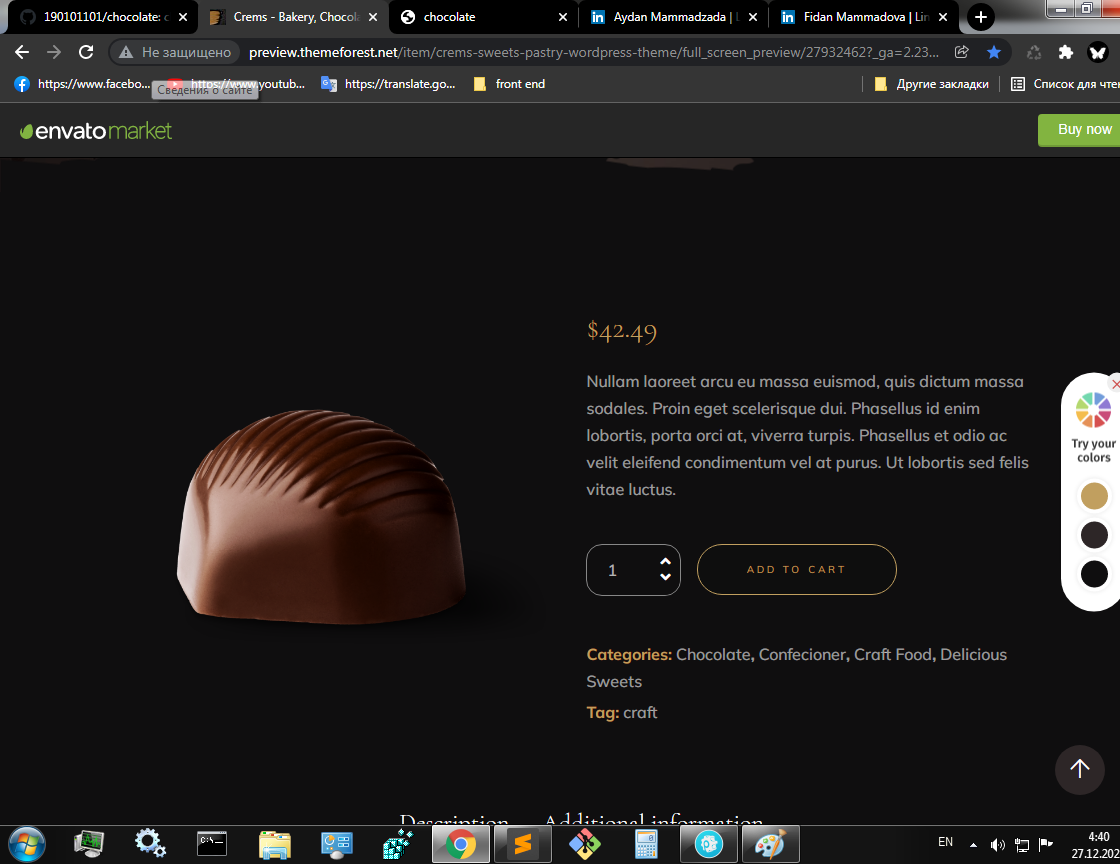 190101101/chocolate: c
Crems - Bakery, Chocol
chocolate
Aydan Mammadzada | L
Fidan Mammadova | Lin
Не защищено
preview.themeforest.net/item/crems-sweets-pastry-wordpress-theme/full_screen_preview/27932462?_ga=2.23...
https://www.facebo...
https://www.youtub...
https://translate.go...
front end
Другие закладки
Список для чтен
Сведения о сайте
envato market
Buy now
$42.49
Nullam laoreet arcu eu massa euismod, quis dictum massa
sodales. Proin eget scelerisque dui. Phasellus id enim
lobortis, porta orci at, viverra turpis. Phasellus et odio ac
velit eleifend condimentum vel at purus. Ut lobortis sed felis
vitae luctus.
Try your
colors
1
ADD TO CART
Categories: Chocolate, Confecioner, Craft Food, Delicious
Sweets
Tag: craft
Description
Additional information
C:\_
EN
4:40
27.12.202